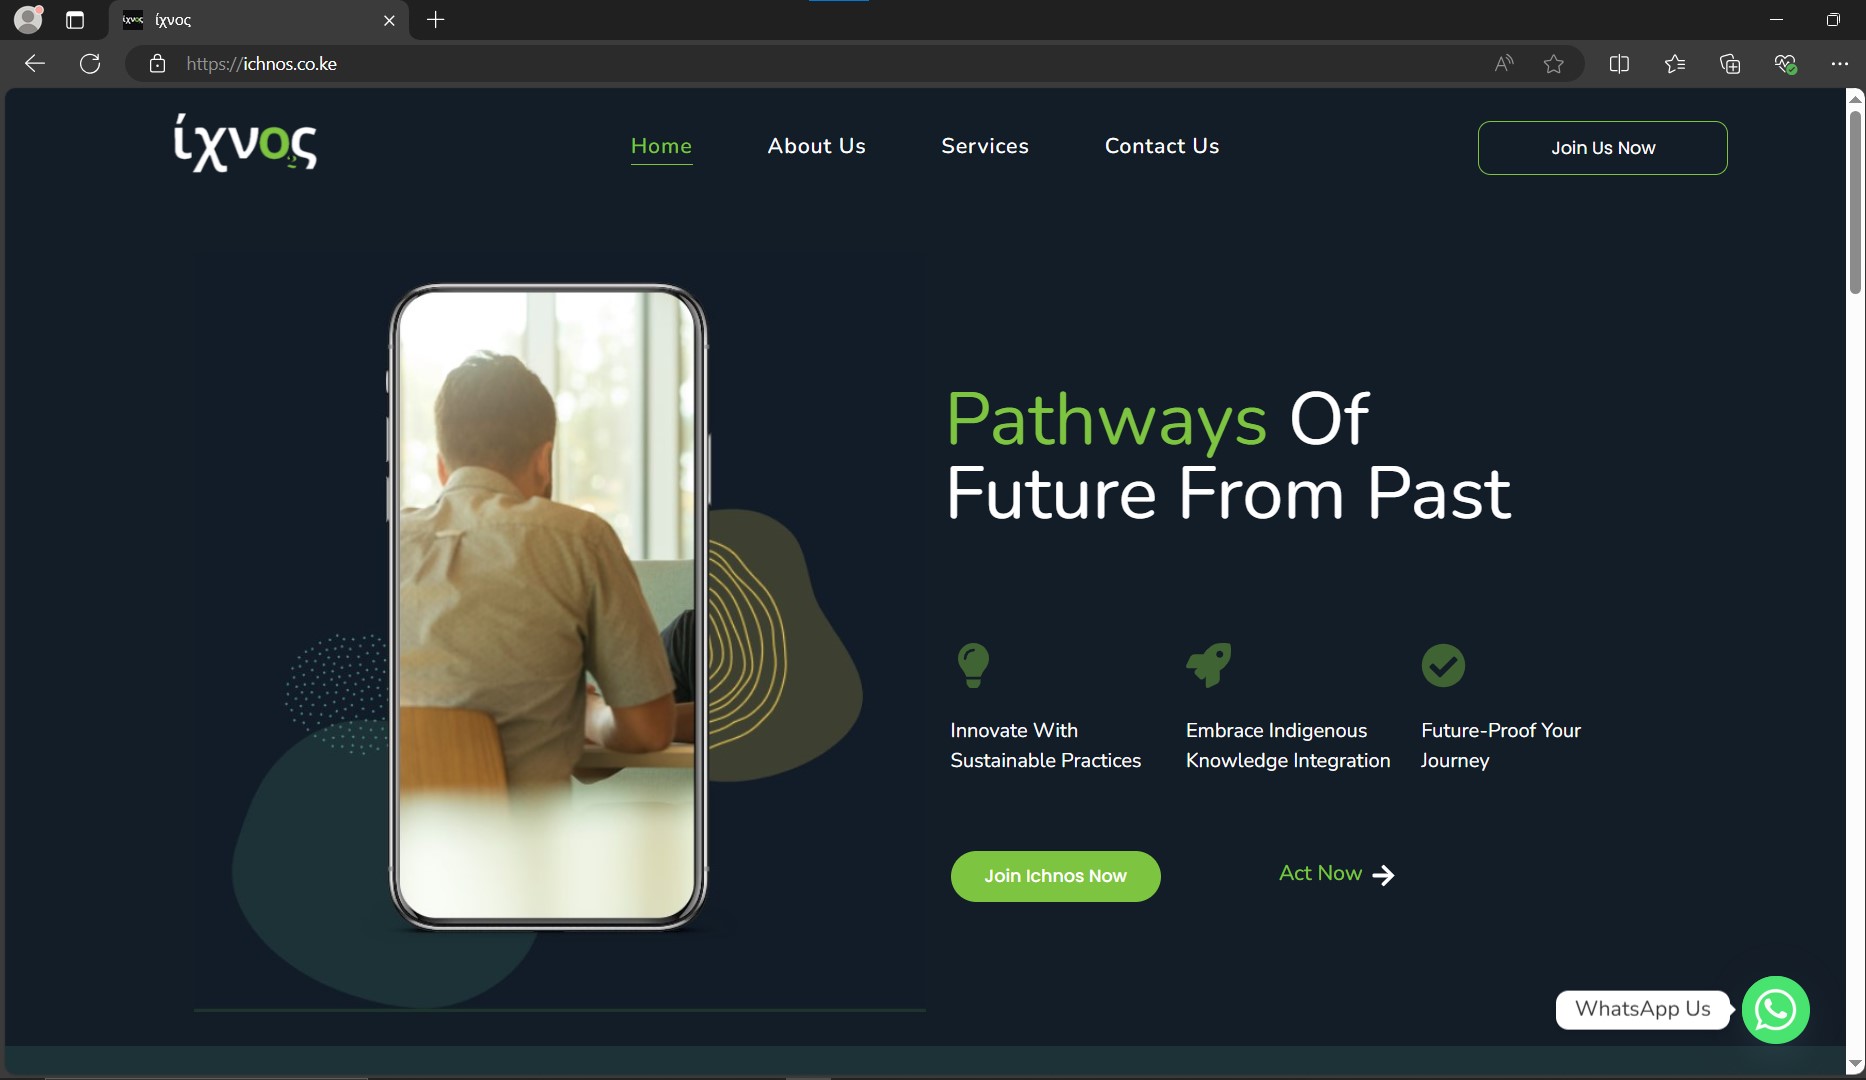 ίχνος
https://ichnos.co.ke
ίχνος
Home
About Us
Services
Contact Us
Join Us Now
Pathways Of
Future From Past
Innovate With
Sustainable Practices
Embrace Indigenous
Knowledge Integration
Future-Proof Your
Journey
Join Ichnos Now
Act Now
WhatsApp Us